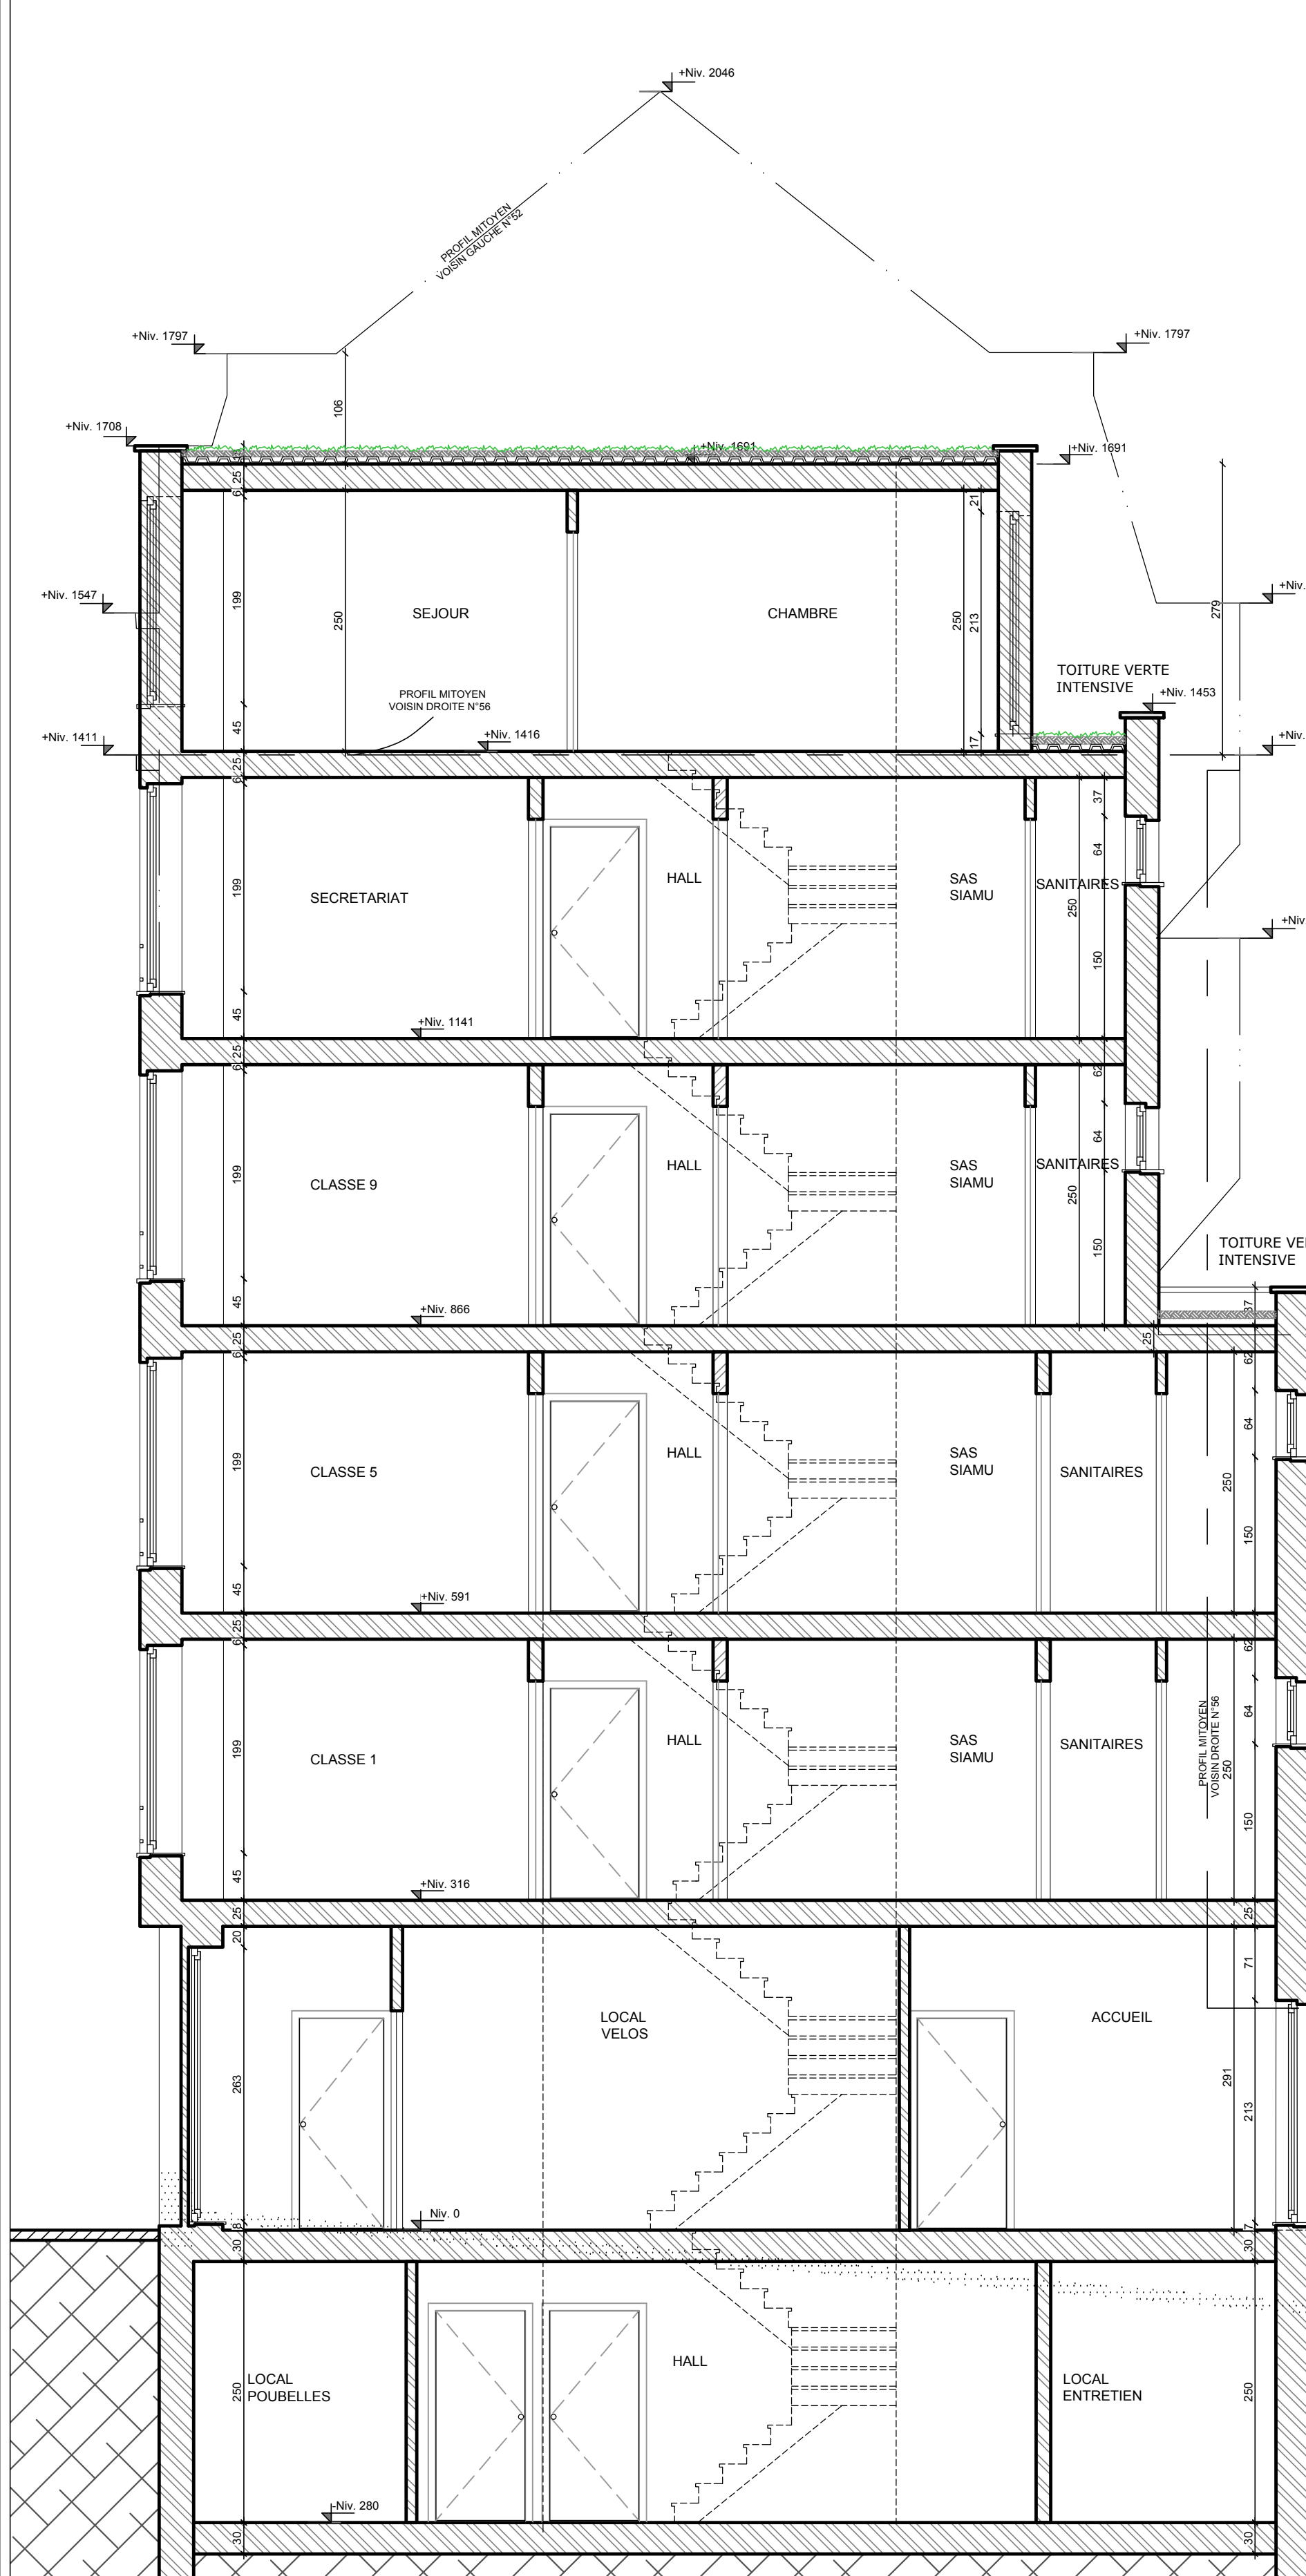 +Niv. 2046
PROFIL MITOYEN
VOISIN GAUCHE N°52
+Niv. 1797
+Niv. 1797
106
+Niv. 1708
+Niv. 1691
+Niv. 1691
25
6
21
+Niv. 1547
199
250
SEJOUR
CHAMBRE
250
213
279
+Niv.
TOITURE VERTE
INTENSIVE
+Niv. 1453
PROFIL MITOYEN
VOISIN DROITE N°56
+Niv. 1411
45
+Niv. 1416
17
+Niv.
25
6
37
199
SECRETARIAT
HALL
SAS
SIAMU
SANITAIRES
64
250
150
+Niv.
45
+Niv. 1141
25
6
62
199
CLASSE 9
HALL
SAS
SIAMU
SANITAIRES
64
250
150
TOITURE VE
INTENSIVE
45
+Niv. 866
37
25
6
25
62
199
CLASSE 5
HALL
SAS
SIAMU
SANITAIRES
64
250
150
45
+Niv. 591
25
6
62
199
CLASSE 1
HALL
SAS
SIAMU
SANITAIRES
PROFIL MITOYEN
VOISIN DROITE N°56
64
250
150
45
+Niv. 316
25
25
20
71
LOCAL
VELOS
ACCUEIL
263
291
213
Niv. 0
8
7
30
30
HALL
LOCAL
POUBELLES
250
LOCAL
ENTRETIEN
250
-Niv. 280
30
30